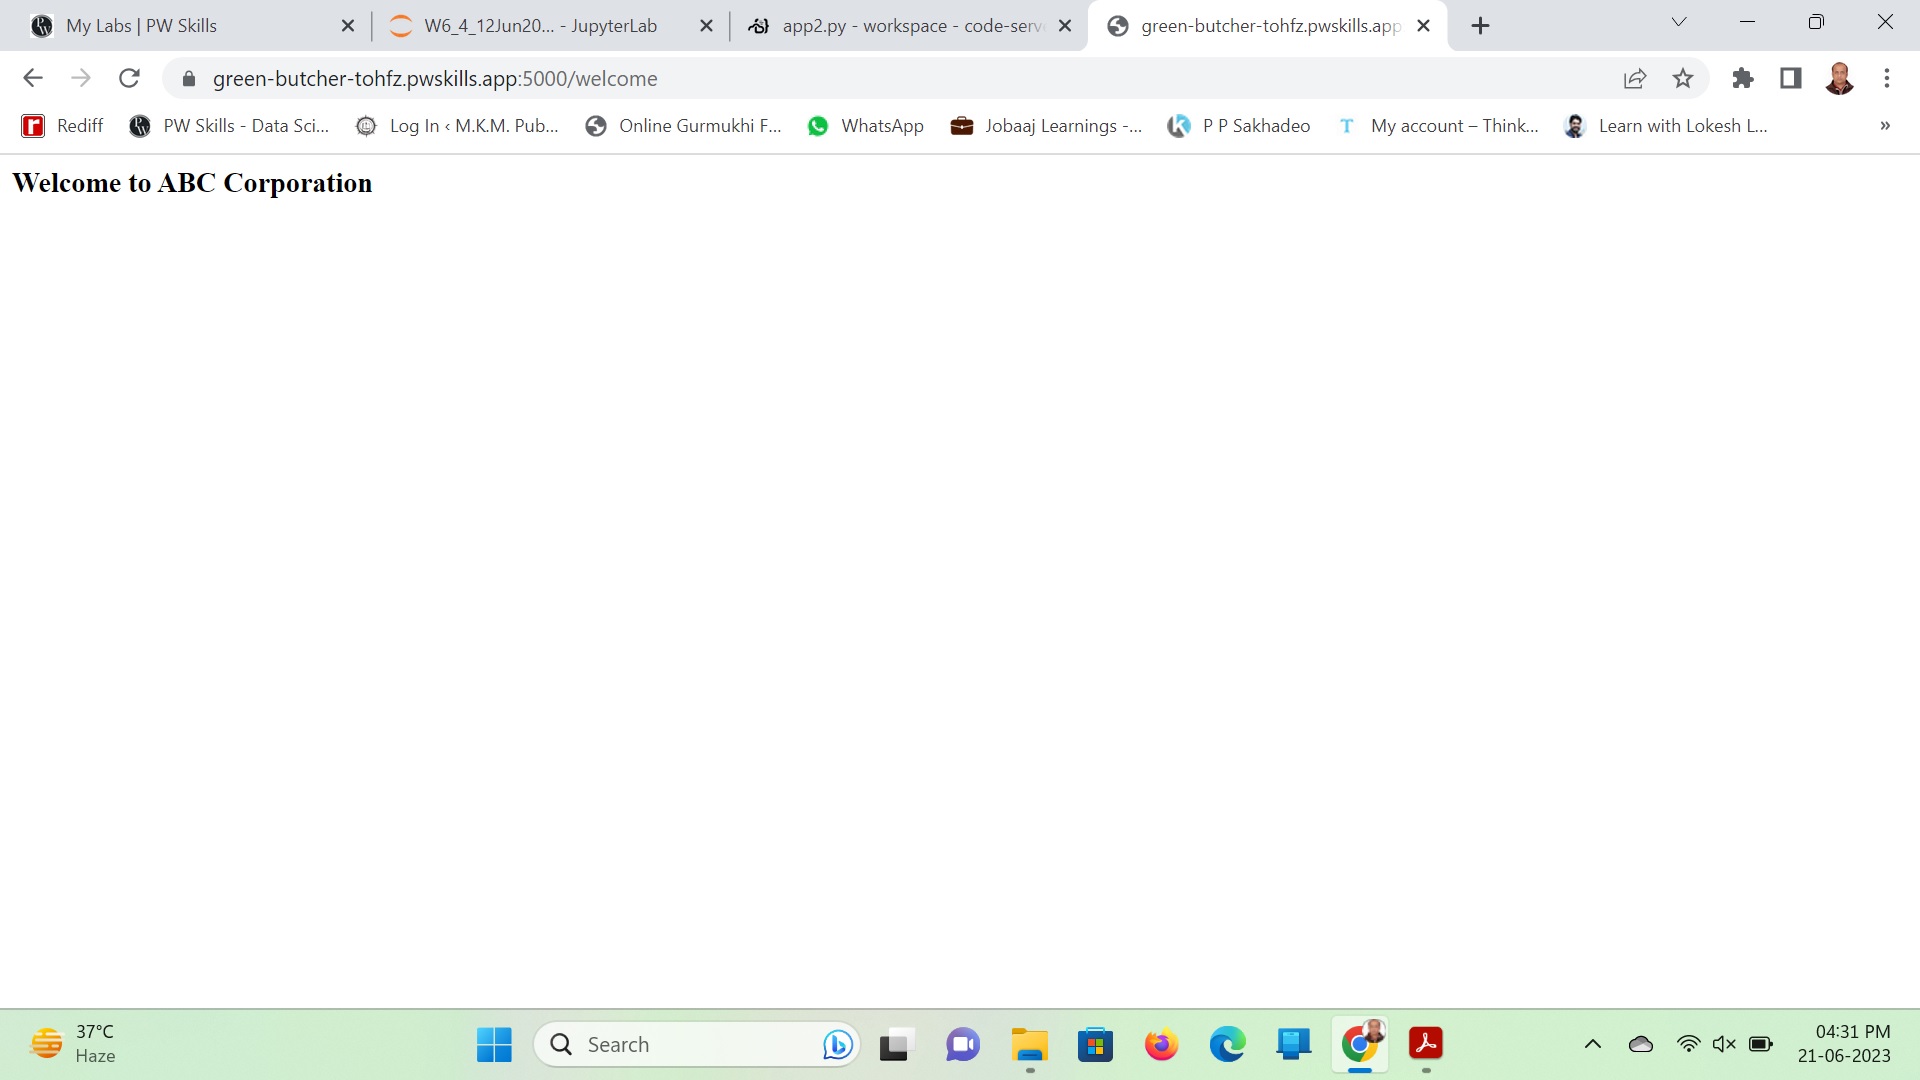 My Labs | PW Skills
W6_4_12Jun20... - JupyterLab
app2.py - workspace - code-serv
green-butcher-tohfz.pwskills.app
green-butcher-tohfz.pwskills.app:5000/welcome
Rediff
PW Skills - Data Sci...
Log In ‹ M.K.M. Pub...
Online Gurmukhi F...
WhatsApp
Jobaaj Learnings -...
P P Sakhadeo
T
My account – Think...
Learn with Lokesh L...
»
Welcome to ABC Corporation
37°C
Haze
Search
04:31 PM
21-06-2023